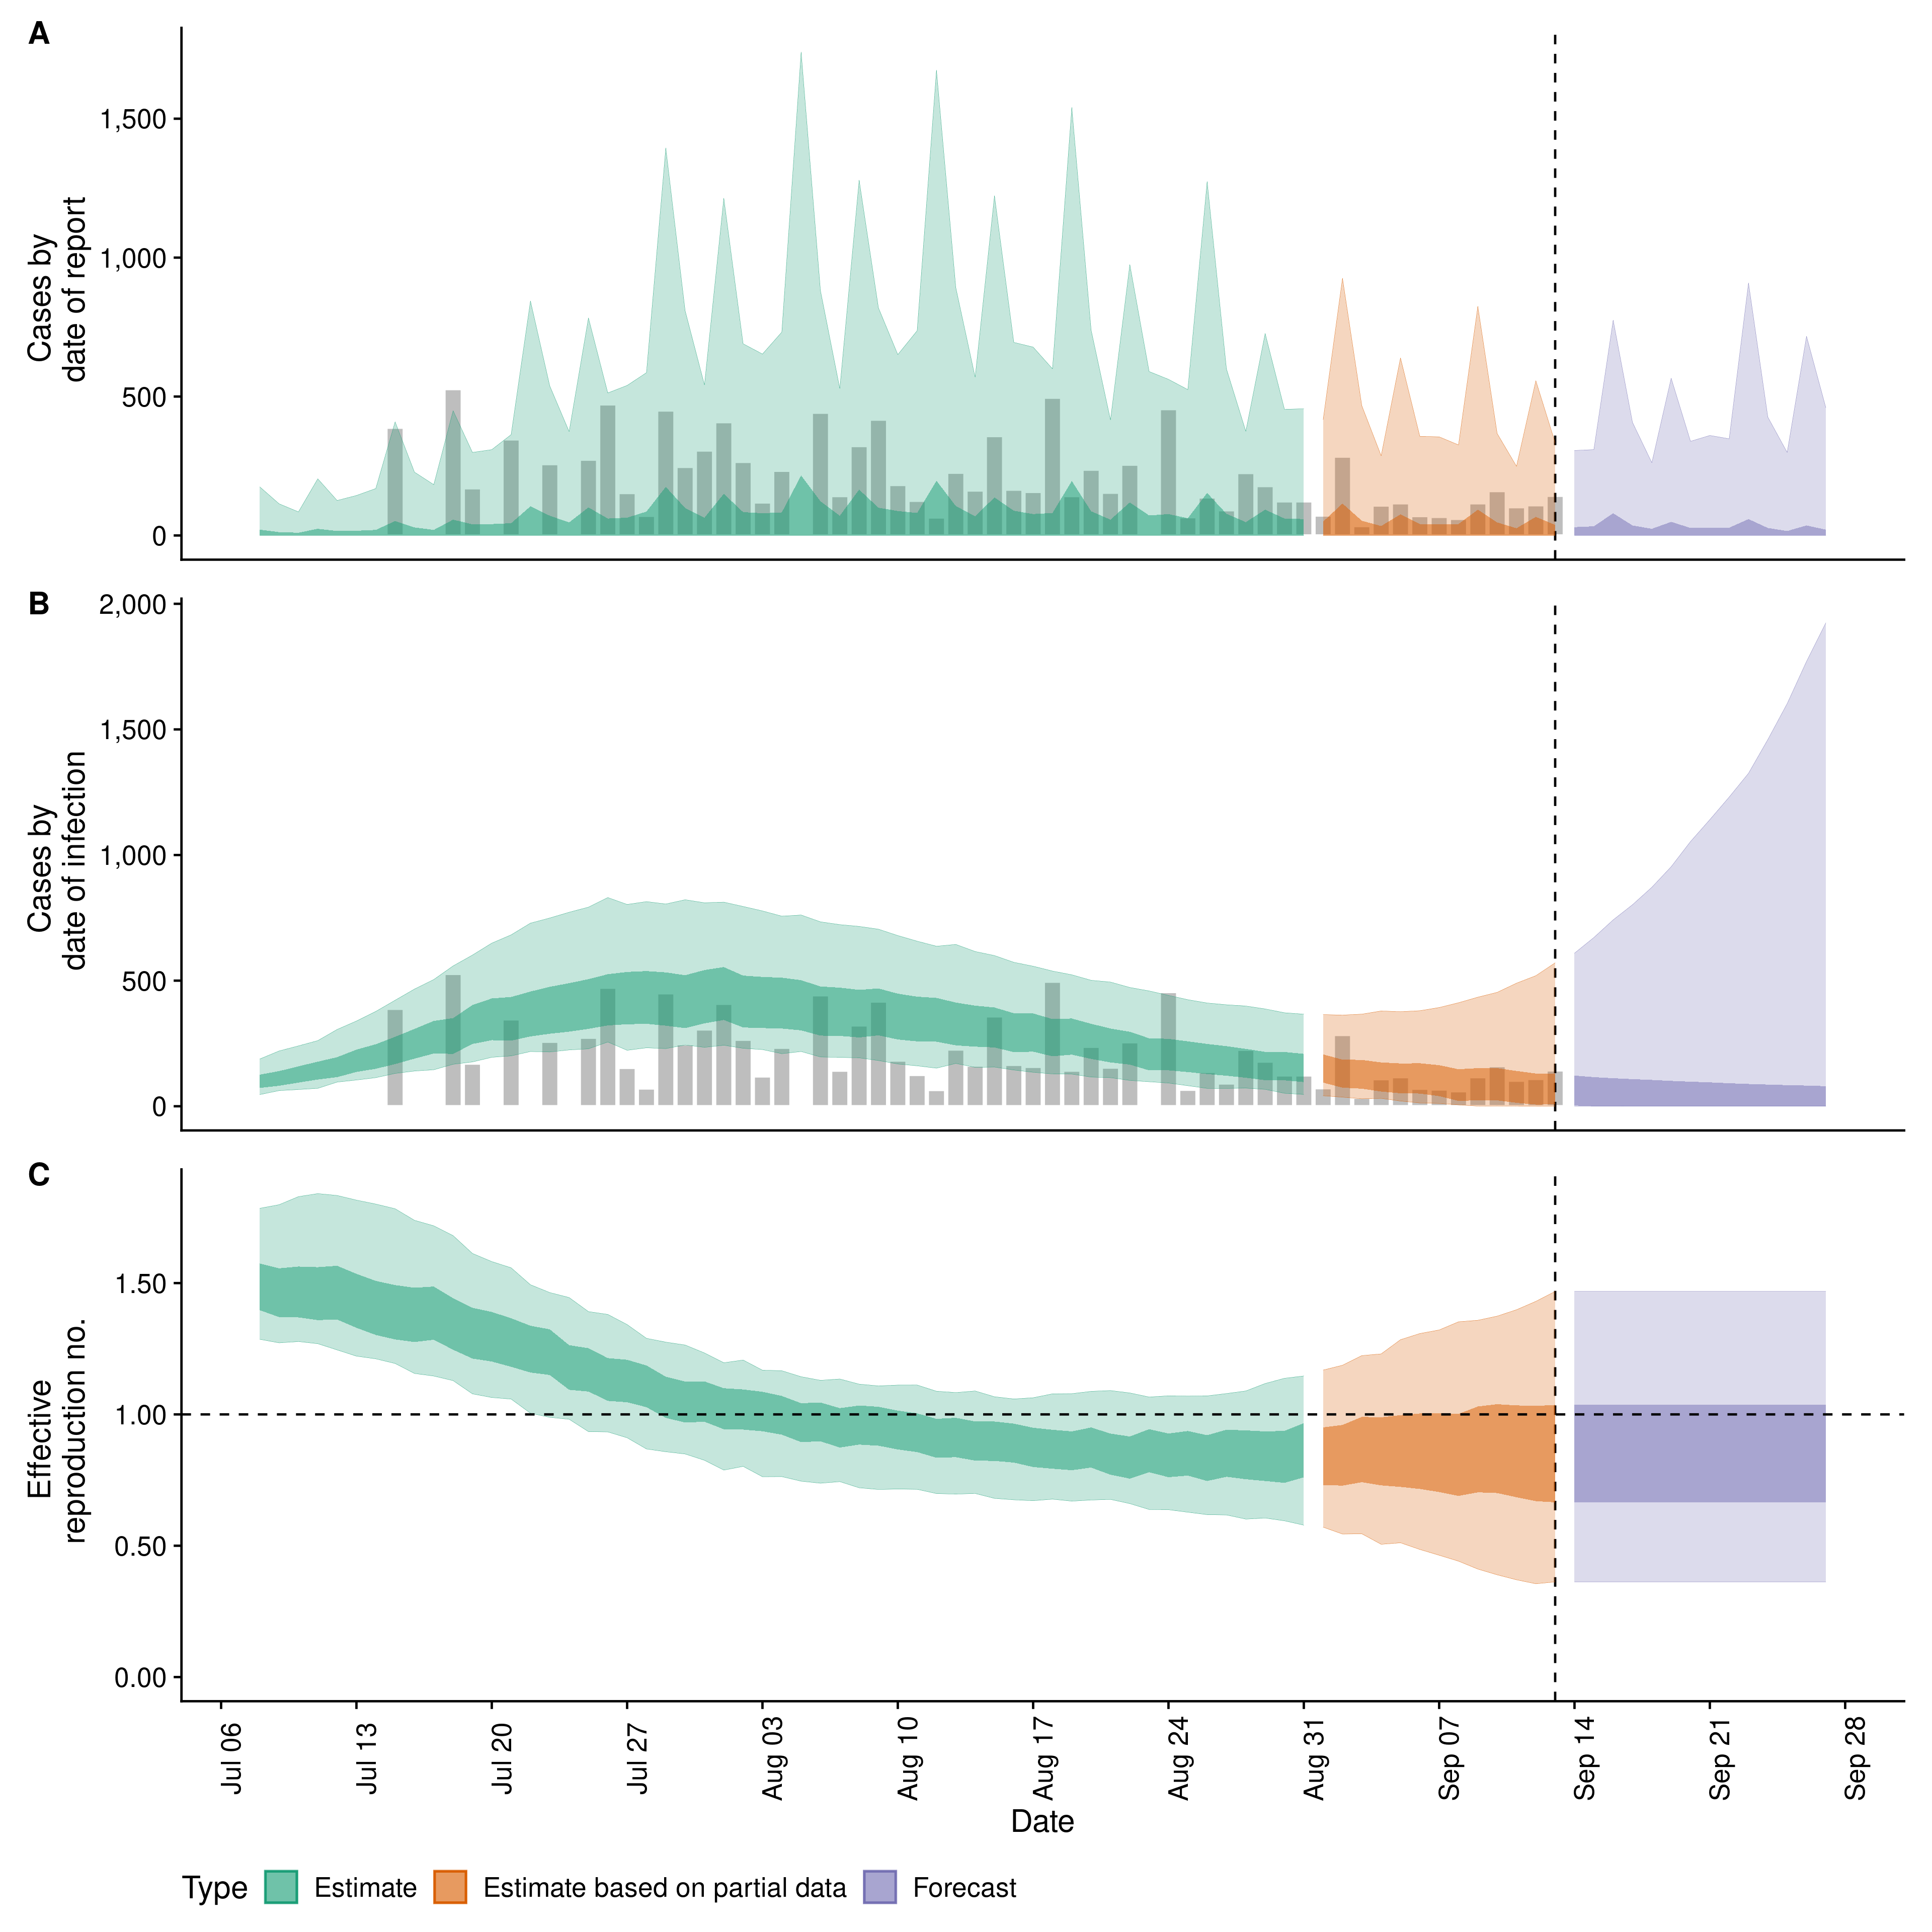 A
Cases by
date of report
1,500
1,000
500
0
B
Cases by
date of infection
2,000
1,500
1,000
500
0
C
Effective
reproduction no.
1.50
1.00
0.50
0.00
Jul 06
Jul 13
Jul 20
Jul 27
Aug 03
Aug 10
Aug 17
Aug 24
Aug 31
Sep 07
Sep 14
Sep 21
Sep 28
Date
Type Estimate Estimate based on partial data Forecast